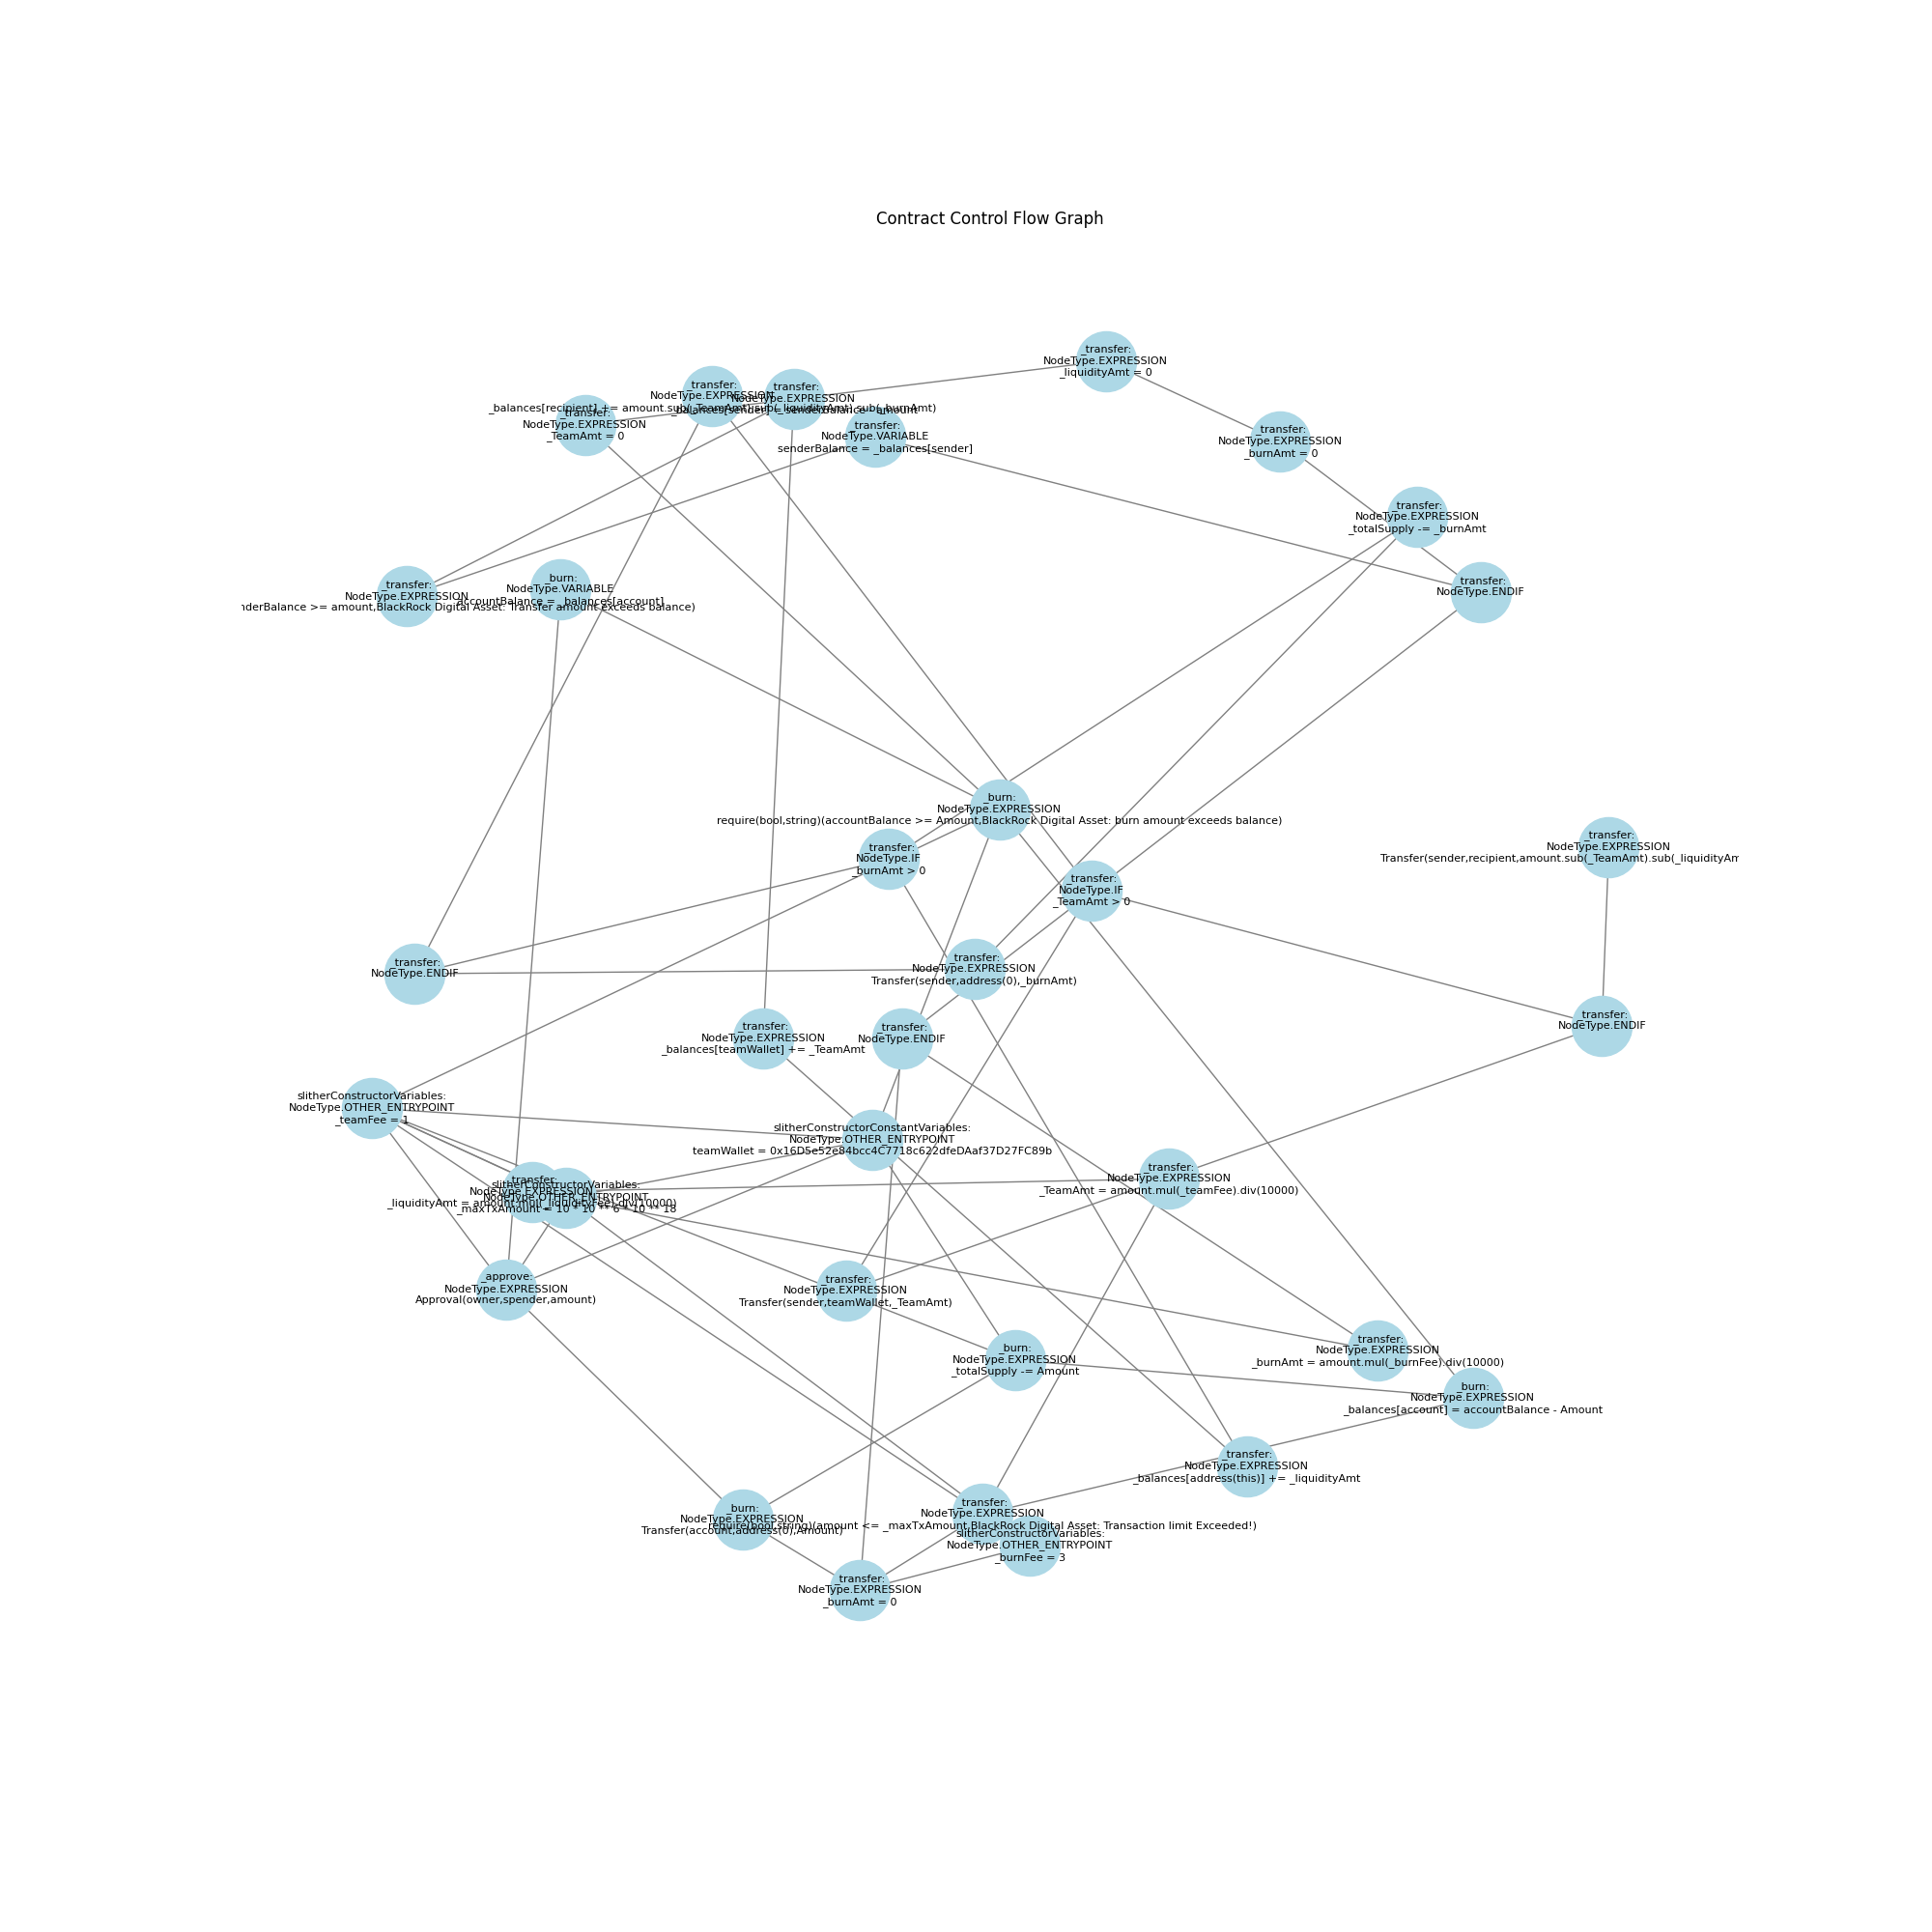 Contract Control Flow Graph
_transfer:
NodeType.EXPRESSION
_liquidityAmt = 0
_transfer:
NodeType.EXPRESSION
_balances[recipient] += amount.sub(_TeamAmt).sub(_liquidityAmt).sub(_burnAmt)
_transfer:
NodeType.EXPRESSION
_balances[sender] = senderBalance - amount
_transfer:
NodeType.EXPRESSION
_TeamAmt = 0
_transfer:
NodeType.VARIABLE
senderBalance = _balances[sender]
_transfer:
NodeType.EXPRESSION
_burnAmt = 0
_transfer:
NodeType.EXPRESSION
_totalSupply -= _burnAmt
_transfer:
NodeType.EXPRESSION
nderBalance >= amount,BlackRock Digital Asset: Transfer amount exceeds balance)
_burn:
NodeType.VARIABLE
accountBalance = _balances[account]
_transfer:
NodeType.ENDIF
_burn:
NodeType.EXPRESSION
require(bool,string)(accountBalance >= Amount,BlackRock Digital Asset: burn amount exceeds balance)
_transfer:
NodeType.IF
_burnAmt > 0
_transfer:
NodeType.EXPRESSION
Transfer(sender,recipient,amount.sub(_TeamAmt).sub(_liquidityAm
_transfer:
NodeType.IF
_TeamAmt > 0
_transfer:
NodeType.ENDIF
_transfer:
NodeType.EXPRESSION
Transfer(sender,address(0),_burnAmt)
_transfer:
NodeType.EXPRESSION
_balances[teamWallet] += _TeamAmt
_transfer:
NodeType.ENDIF
_transfer:
NodeType.ENDIF
slitherConstructorVariables:
NodeType.OTHER_ENTRYPOINT
_teamFee = 1
slitherConstructorConstantVariables:
NodeType.OTHER_ENTRYPOINT
teamWallet = 0x16D5e52e84bcc4C7718c622dfeDAaf37D27FC89b
_transfer:
NodeType.EXPRESSION
_liquidityAmt = amount.mul(_liquidityFee).div(10000)
slitherConstructorVariables:
NodeType.OTHER_ENTRYPOINT
_maxTxAmount = 10 * 10 ** 6 * 10 ** 18
_transfer:
NodeType.EXPRESSION
_TeamAmt = amount.mul(_teamFee).div(10000)
_approve:
NodeType.EXPRESSION
Approval(owner,spender,amount)
_transfer:
NodeType.EXPRESSION
Transfer(sender,teamWallet,_TeamAmt)
_burn:
NodeType.EXPRESSION
_totalSupply -= Amount
_transfer:
NodeType.EXPRESSION
_burnAmt = amount.mul(_burnFee).div(10000)
_burn:
NodeType.EXPRESSION
_balances[account] = accountBalance - Amount
_transfer:
NodeType.EXPRESSION
_balances[address(this)] += _liquidityAmt
_burn:
NodeType.EXPRESSION
Transfer(account,address(0),Amount)
_transfer:
NodeType.EXPRESSION
require(bool,string)(amount <= _maxTxAmount,BlackRock Digital Asset: Transaction limit Exceeded!)
slitherConstructorVariables:
NodeType.OTHER_ENTRYPOINT
_burnFee = 3
_transfer:
NodeType.EXPRESSION
_burnAmt = 0